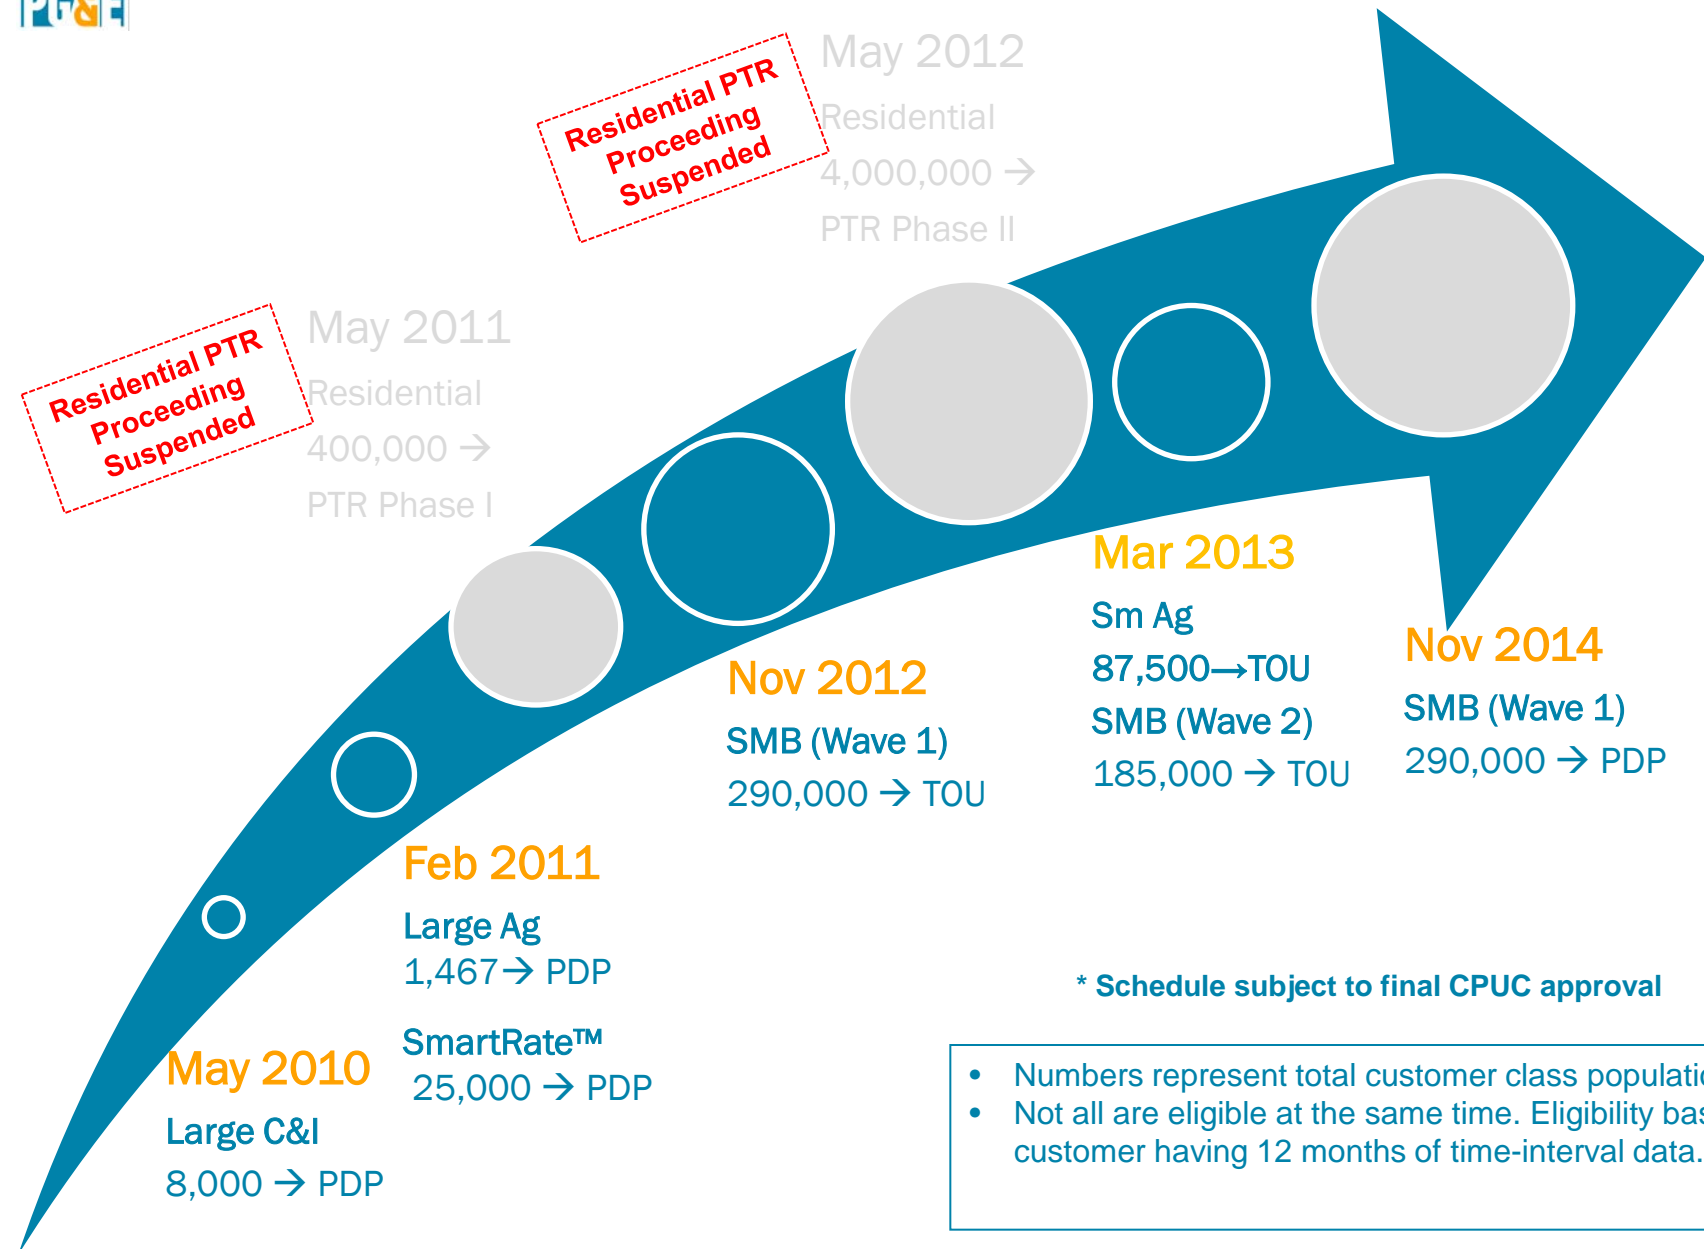 PG&E
May 2012
Residential
4,000,000 →
PTR Phase II
Residential PTR
Proceeding
Suspended
May 2011
Residential
400,000 →
PTR Phase I
Residential PTR
Proceeding
Suspended
Mar 2013
Sm Ag
87,500→TOU
SMB (Wave 2)
185,000 → TOU
Nov 2014
SMB (Wave 1)
290,000 → PDP
Nov 2012
SMB (Wave 1)
290,000 → TOU
Feb 2011
Large Ag
1,467→ PDP
SmartRate™
25,000 → PDP
May 2010
Large C&I
8,000 → PDP
* Schedule subject to final CPUC approval
• Numbers represent total customer class
• Not all are eligible at the same time. Eligibility
customer having 12 months of time-interval data.